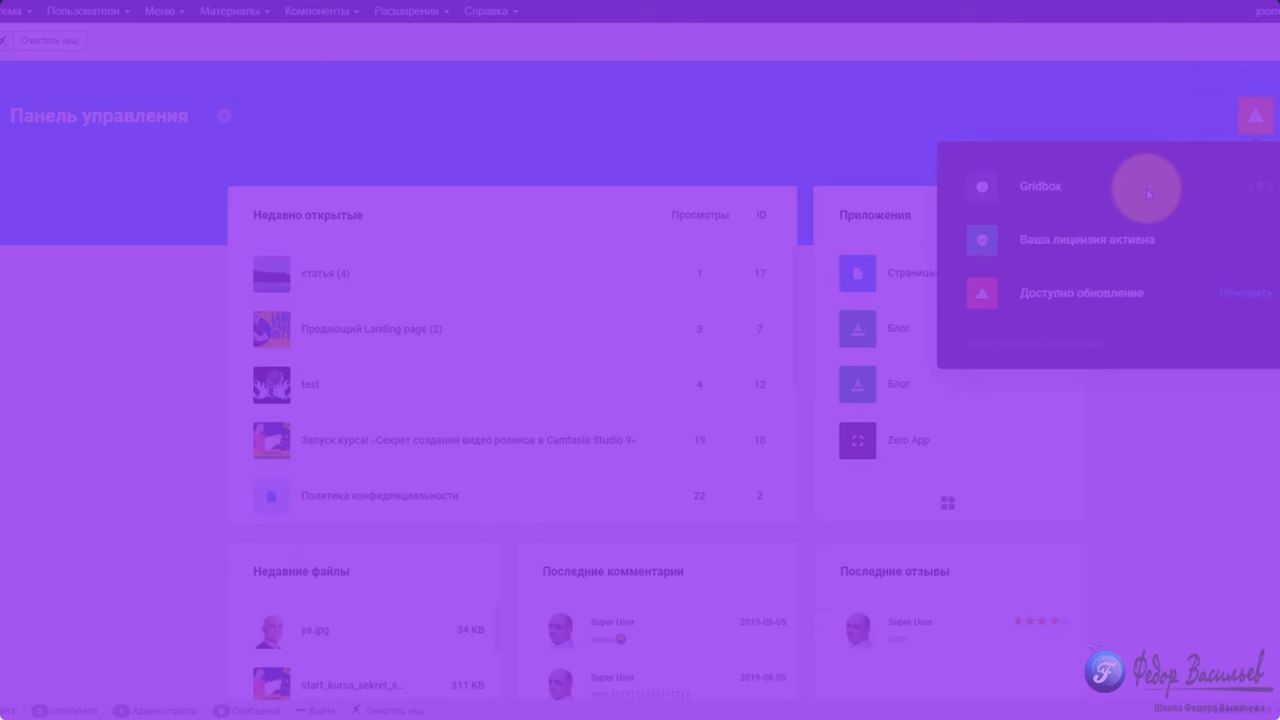 Пользователи Меню Материалы Компоненты Расширения Справка
Очистить кеш
Панель управления
Gridbox
Ваша лицензия активна
Доступно обновление Обновить
Недавно открытые Просмотры ID
статья (4) 1 17
Продающий Landing page (2) 3 7
test 4 12
Запуск курса! «Секрет создания видео роликов в Camtasia Studio 9» 19 10
Политика конфиденциальности 22 2
Приложения
Страницы
Блог
Блог
Zero App
Недавние файлы
ya.jpg 34 KB
start_kursa_sekret_s... 311 KB
Последние комментарии
Super User 2019-08-05
Super User 2019-08-05
Последние отзывы
Super User
тест
Федор Васильев
Школа Федора Васильева
посетители Администратор Сообщений Выйти Очистить кеш